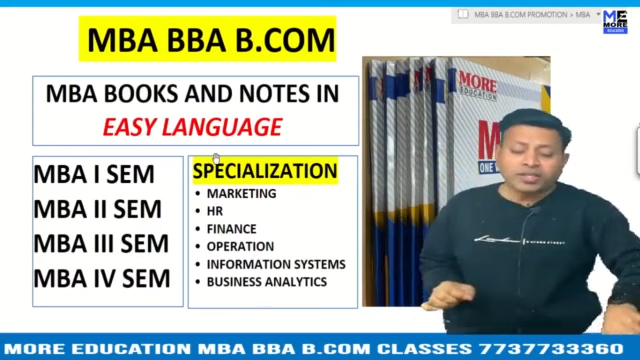 MBA BBA B.COM PROMOTION > MBA
ME
MORE
Education
MBA BBA B.COM
MBA BOOKS AND NOTES IN
EASY LANGUAGE
MBA I SEM
MBA II SEM
MBA III SEM
MBA IV SEM
SPECIALIZATION
• MARKETING
• HR
• FINANCE
• OPERATION
• INFORMATION SYSTEMS
• BUSINESS ANALYTICS
MORE
EDUCATION
ONE
MORE EDUCATION MBA BBA B.COM CLASSES 7737733360